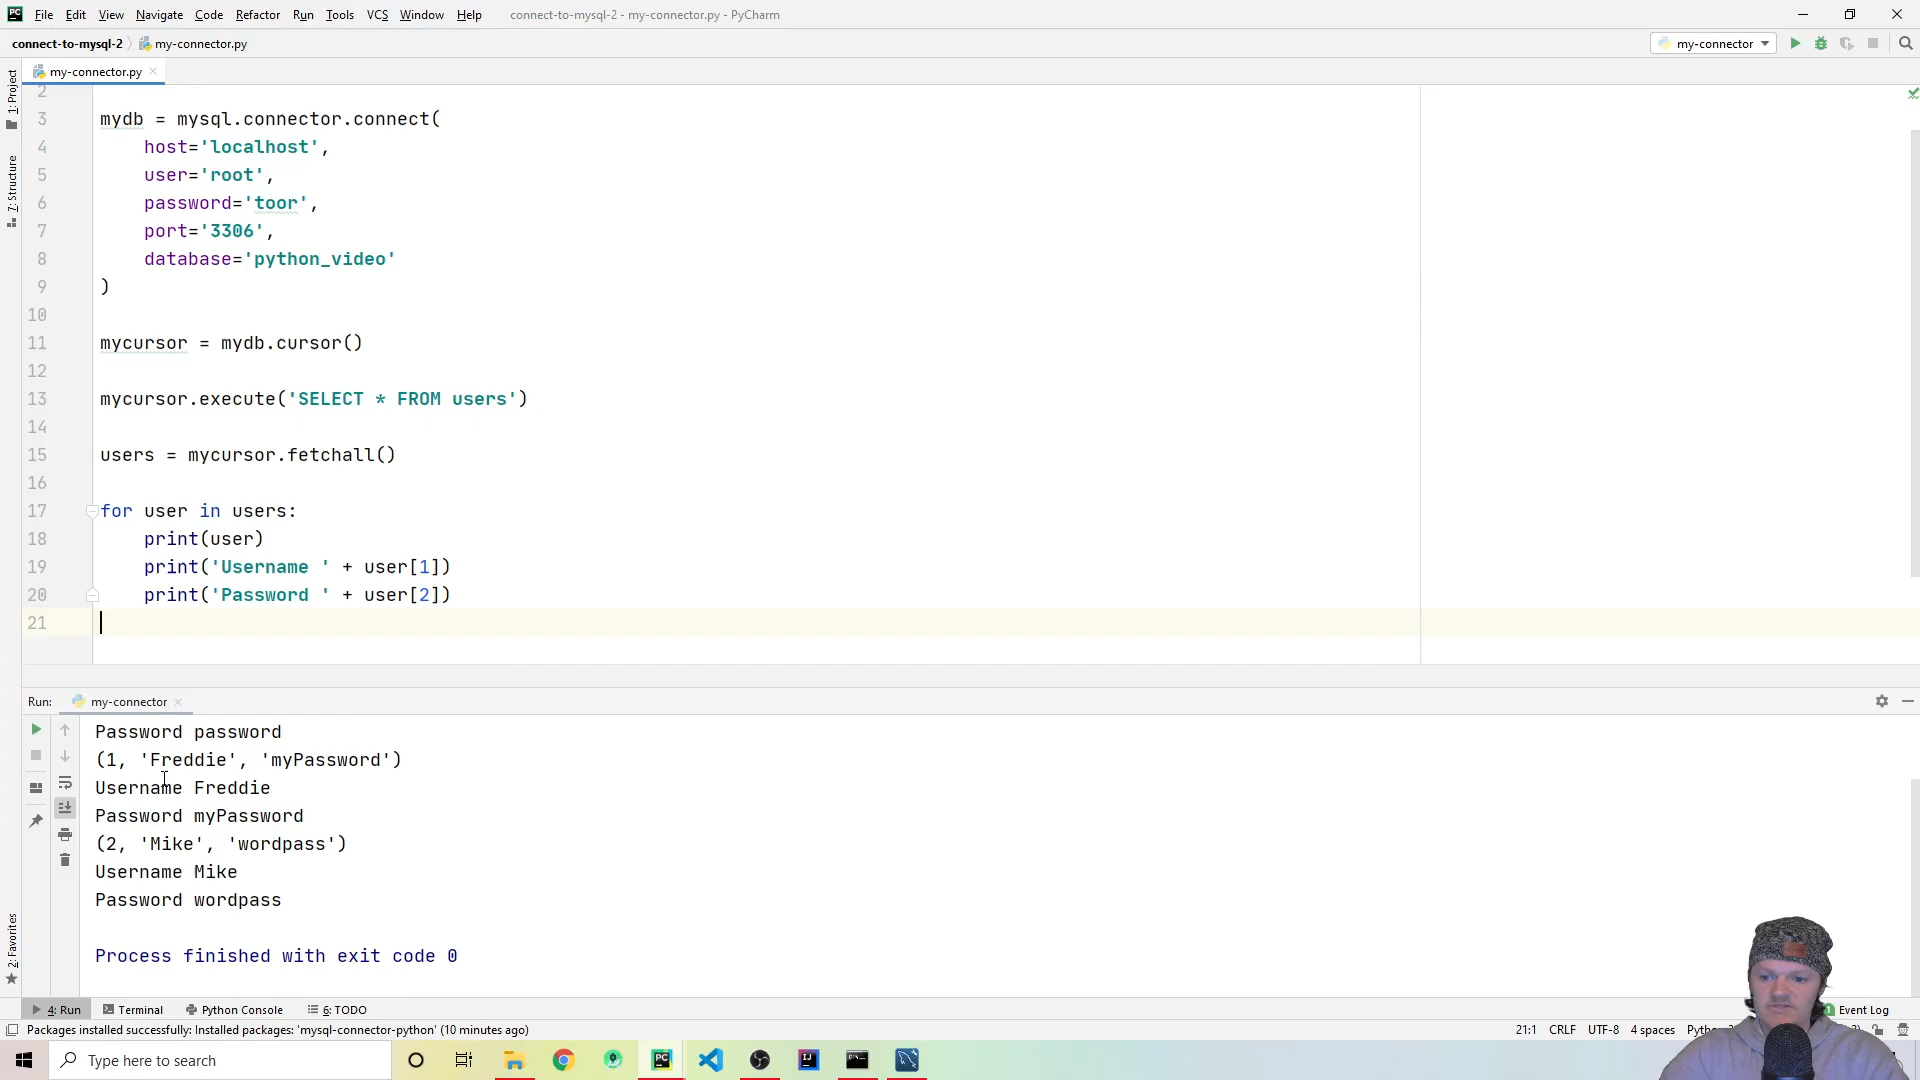 PC File Edit View Navigate Code Refactor Run Tools VCS Window Help connect-to-mysql-2 - my-connector.py - PyCharm
connect-to-mysql-2 my-connector.py my-connector
my-connector.py
1: Project
7: Structure
2: Favorites
2
3 mydb = mysql.connector.connect(
4 host='localhost',
5 user='root',
6 password='toor',
7 port='3306',
8 database='python_video'
9 )
10
11 mycursor = mydb.cursor()
12
13 mycursor.execute('SELECT * FROM users')
14
15 users = mycursor.fetchall()
16
17 for user in users:
18 print(user)
19 print('Username ' + user[1])
20 print('Password ' + user[2])
21
Run: my-connector
Password password
(1, 'Freddie', 'myPassword')
Username Freddie
Password myPassword
(2, 'Mike', 'wordpass')
Username Mike
Password wordpass
Process finished with exit code 0
4: Run Terminal Python Console 6: TODO 1 Event Log
Packages installed successfully: Installed packages: 'mysql-connector-python' (10 minutes ago) 21:1 CRLF UTF-8 4 spaces
Type here to search PC IJ